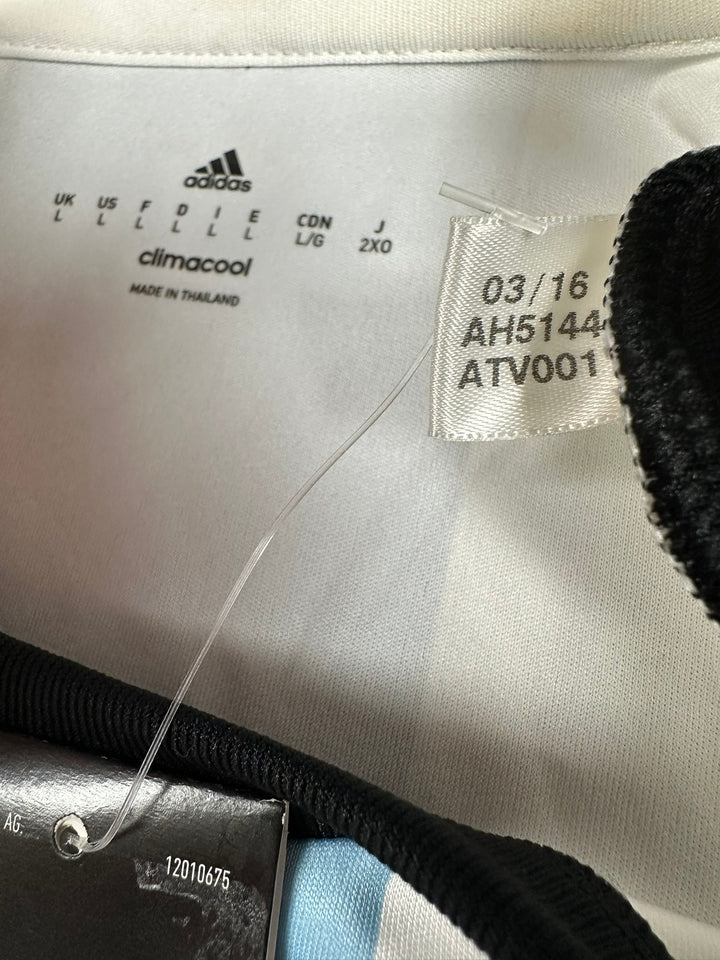 adidas
UK US F D I E CDN J
L L L L L L L/G 2XO
climacool
MADE IN THAILAND
03/16
AH5144
ATV001
AG,
12010675